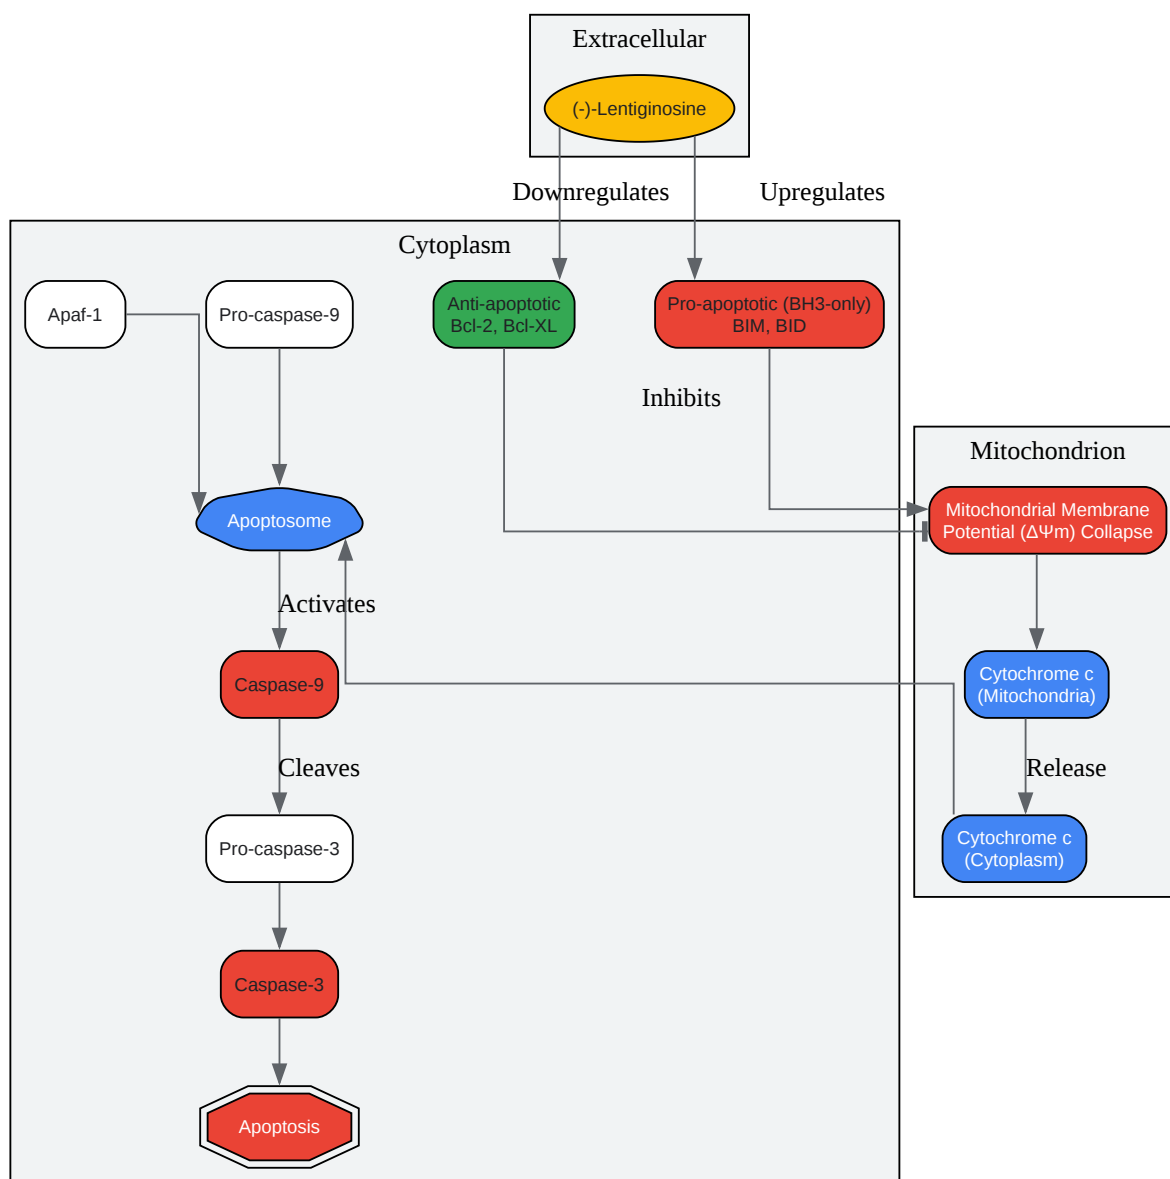 Extracellular
(-)-Lentiginosine
Downregulates
Upregulates
Cytoplasm
Apaf-1
Pro-caspase-9
Anti-apoptotic
Bcl-2, Bcl-XL
Pro-apoptotic (BH3-only)
BIM, BID
Inhibits
Mitochondrion
Mitochondrial Membrane
Potential (ΔΨm) Collapse
Apoptosome
Activates
Caspase-9
Cytochrome c
(Mitochondria)
Cleaves
Release
Pro-caspase-3
Cytochrome c
(Cytoplasm)
Caspase-3
Apoptosis